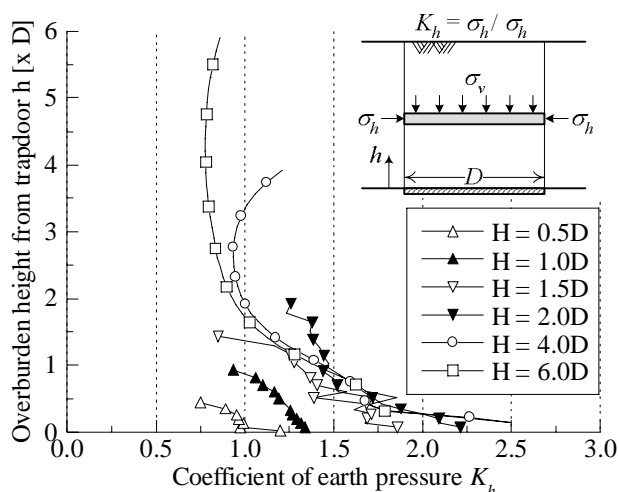 K_h = σ_h / σ_h
σ_v
σ_h
σ_h
h
D
Overburden height from trapdoor h [x D]
6
5
4
3
2
1
0
H = 0.5D
H = 1.0D
H = 1.5D
H = 2.0D
H = 4.0D
H = 6.0D
0.0 0.5 1.0 1.5 2.0 2.5 3.0
Coefficient of earth pressure K_h